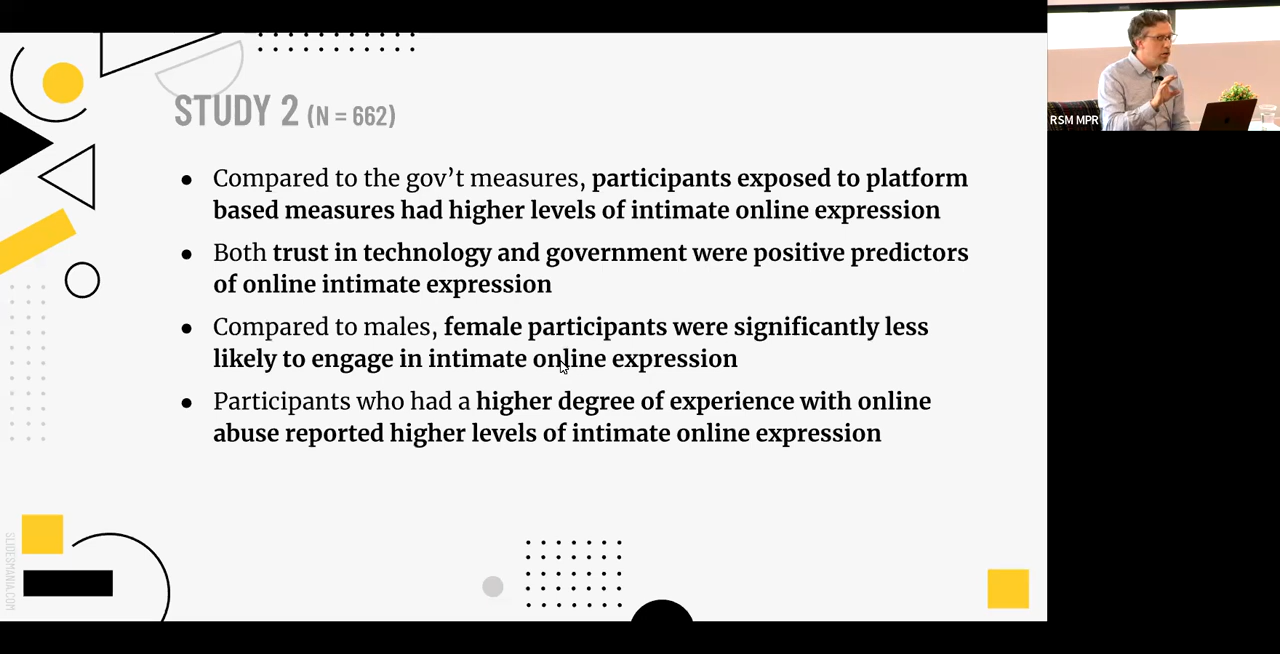 STUDY 2 (N = 662)
● Compared to the gov’t measures, participants exposed to platform
based measures had higher levels of intimate online expression
● Both trust in technology and government were positive predictors
of online intimate expression
● Compared to males, female participants were significantly less
likely to engage in intimate online expression
● Participants who had a higher degree of experience with online
abuse reported higher levels of intimate online expression
SLIDESMANIA.COM
RSM MPR